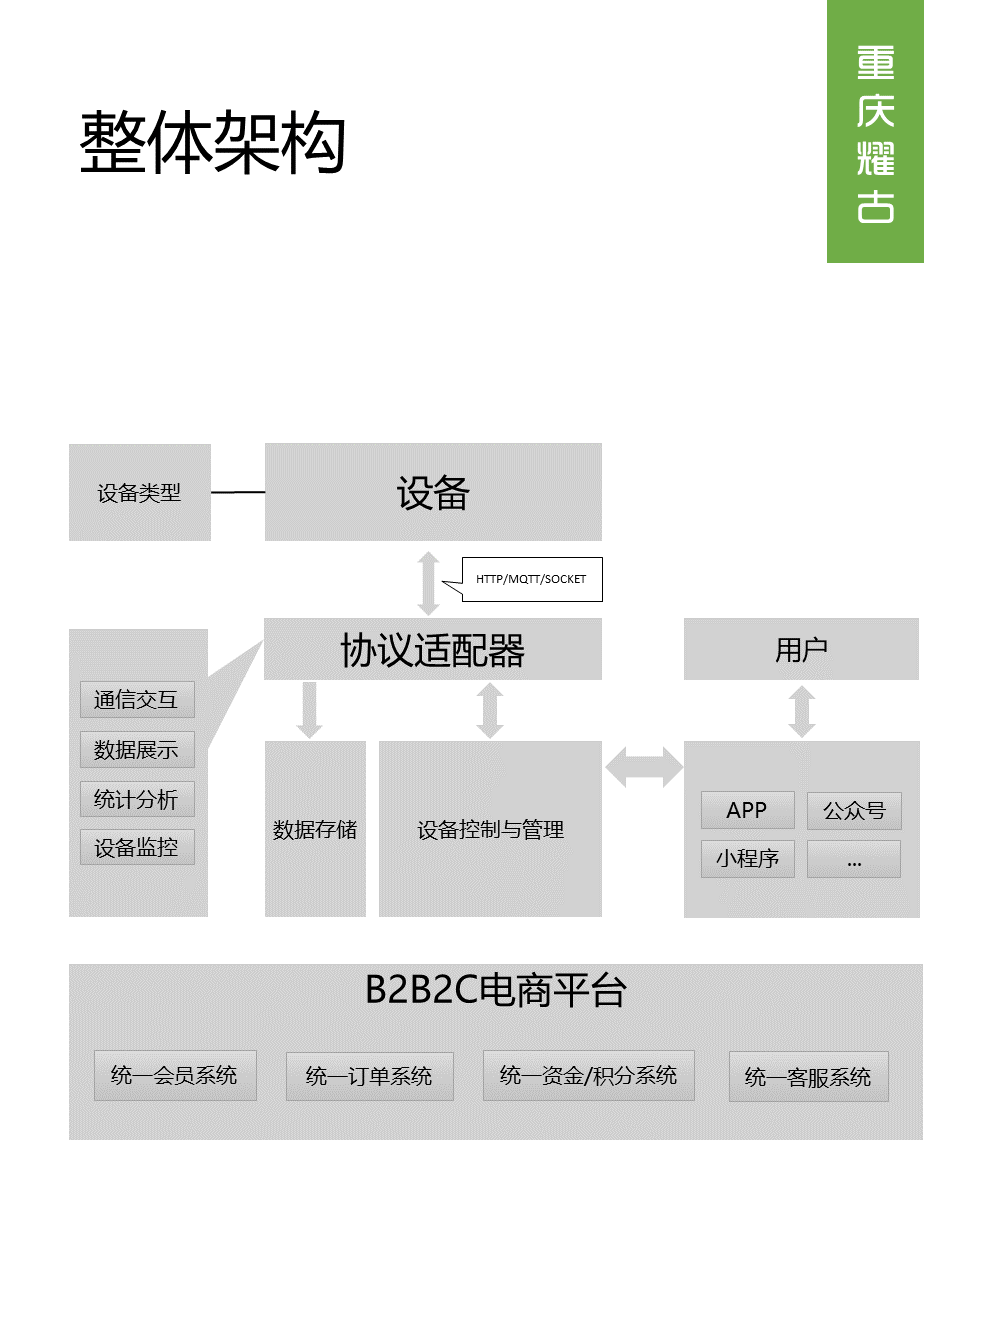 重庆耀古
整体架构
设备类型
设备
HTTP/MQTT/SOCKET
协议适配器
用户
通信交互
数据展示
统计分析
设备监控
数据存储
设备控制与管理
APP
公众号
小程序
...
B2B2C电商平台
统一会员系统
统一订单系统
统一资金/积分系统
统一客服系统